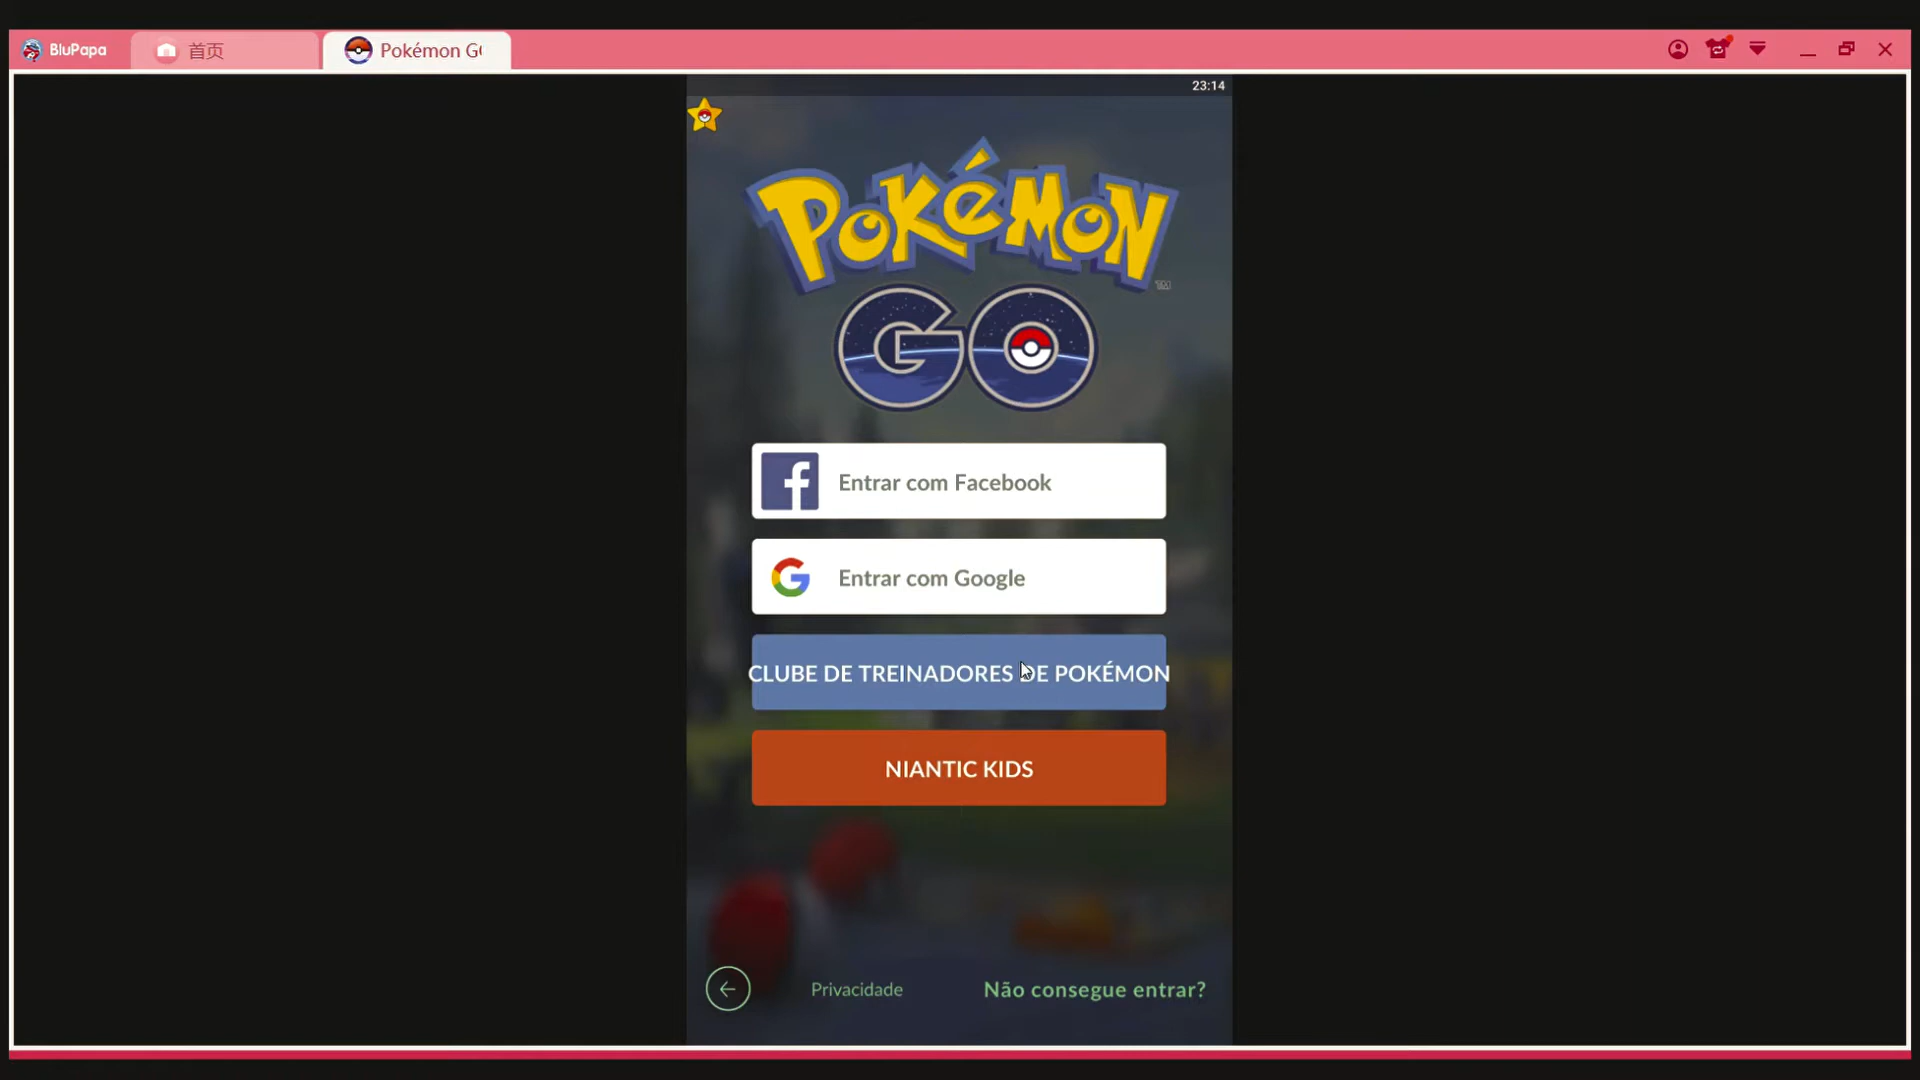 BluPapa
首页
Pokémon G
23:14
POKÉMON
TM
GO
Entrar com Facebook
Entrar com Google
CLUBE DE TREINADORES DE POKÉMON
NIANTIC KIDS
Privacidade
Não consegue entrar?